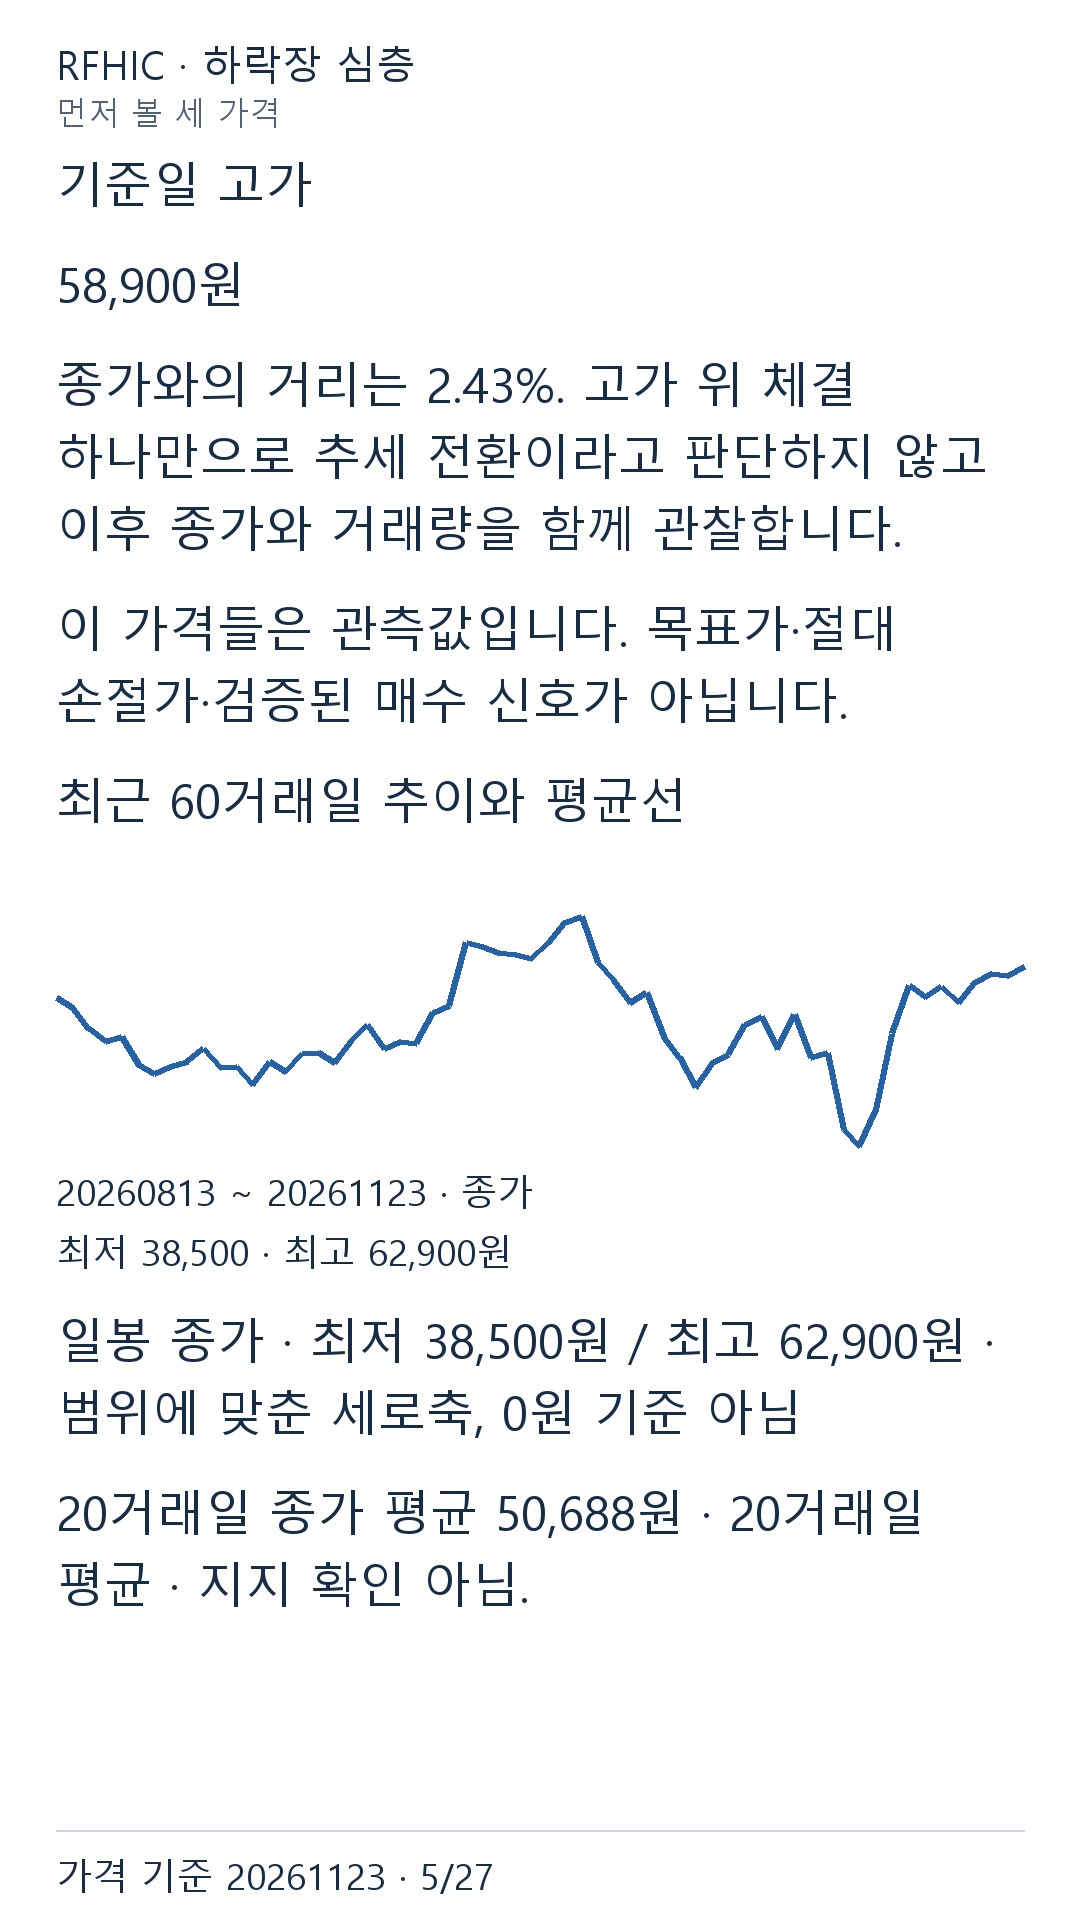 RFHIC · 하락장 심층
먼저 볼 세 가격
기준일 고가
58,900원
종가와의 거리는 2.43%. 고가 위 체결
하나만으로 추세 전환이라고 판단하지 않고
이후 종가와 거래량을 함께 관찰합니다.
이 가격들은 관측값입니다. 목표가·절대
손절가·검증된 매수 신호가 아닙니다.
최근 60거래일 추이와 평균선
20260813 ~ 20261123 · 종가
최저 38,500 · 최고 62,900원
일봉 종가 · 최저 38,500원 / 최고 62,900원 ·
범위에 맞춘 세로축, 0원 기준 아님
20거래일 종가 평균 50,688원 · 20거래일
평균 · 지지 확인 아님.
가격 기준 20261123 · 5/27